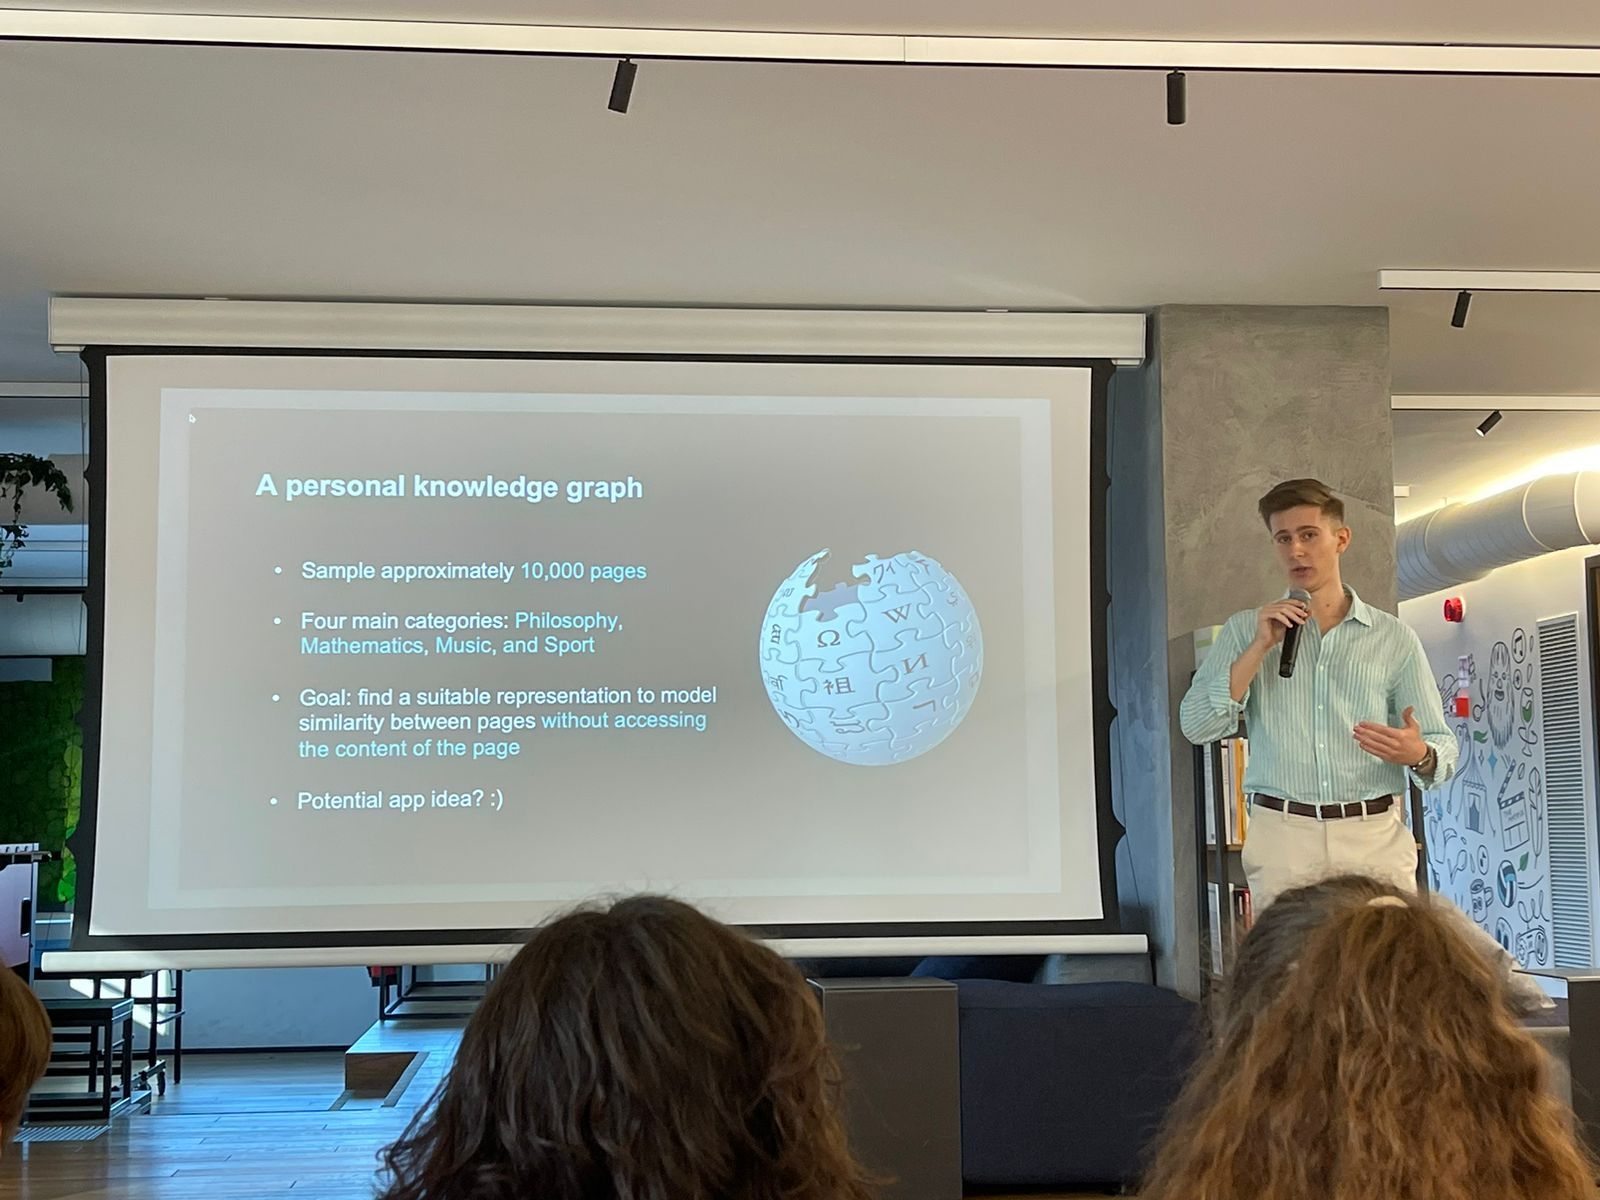 A personal knowledge graph
• Sample approximately 10,000 pages
• Four main categories: Philosophy,
Mathematics, Music, and Sport
• Goal: find a suitable representation to model
similarity between pages without accessing
the content of the page
• Potential app idea? :)
Ω W
祖 И